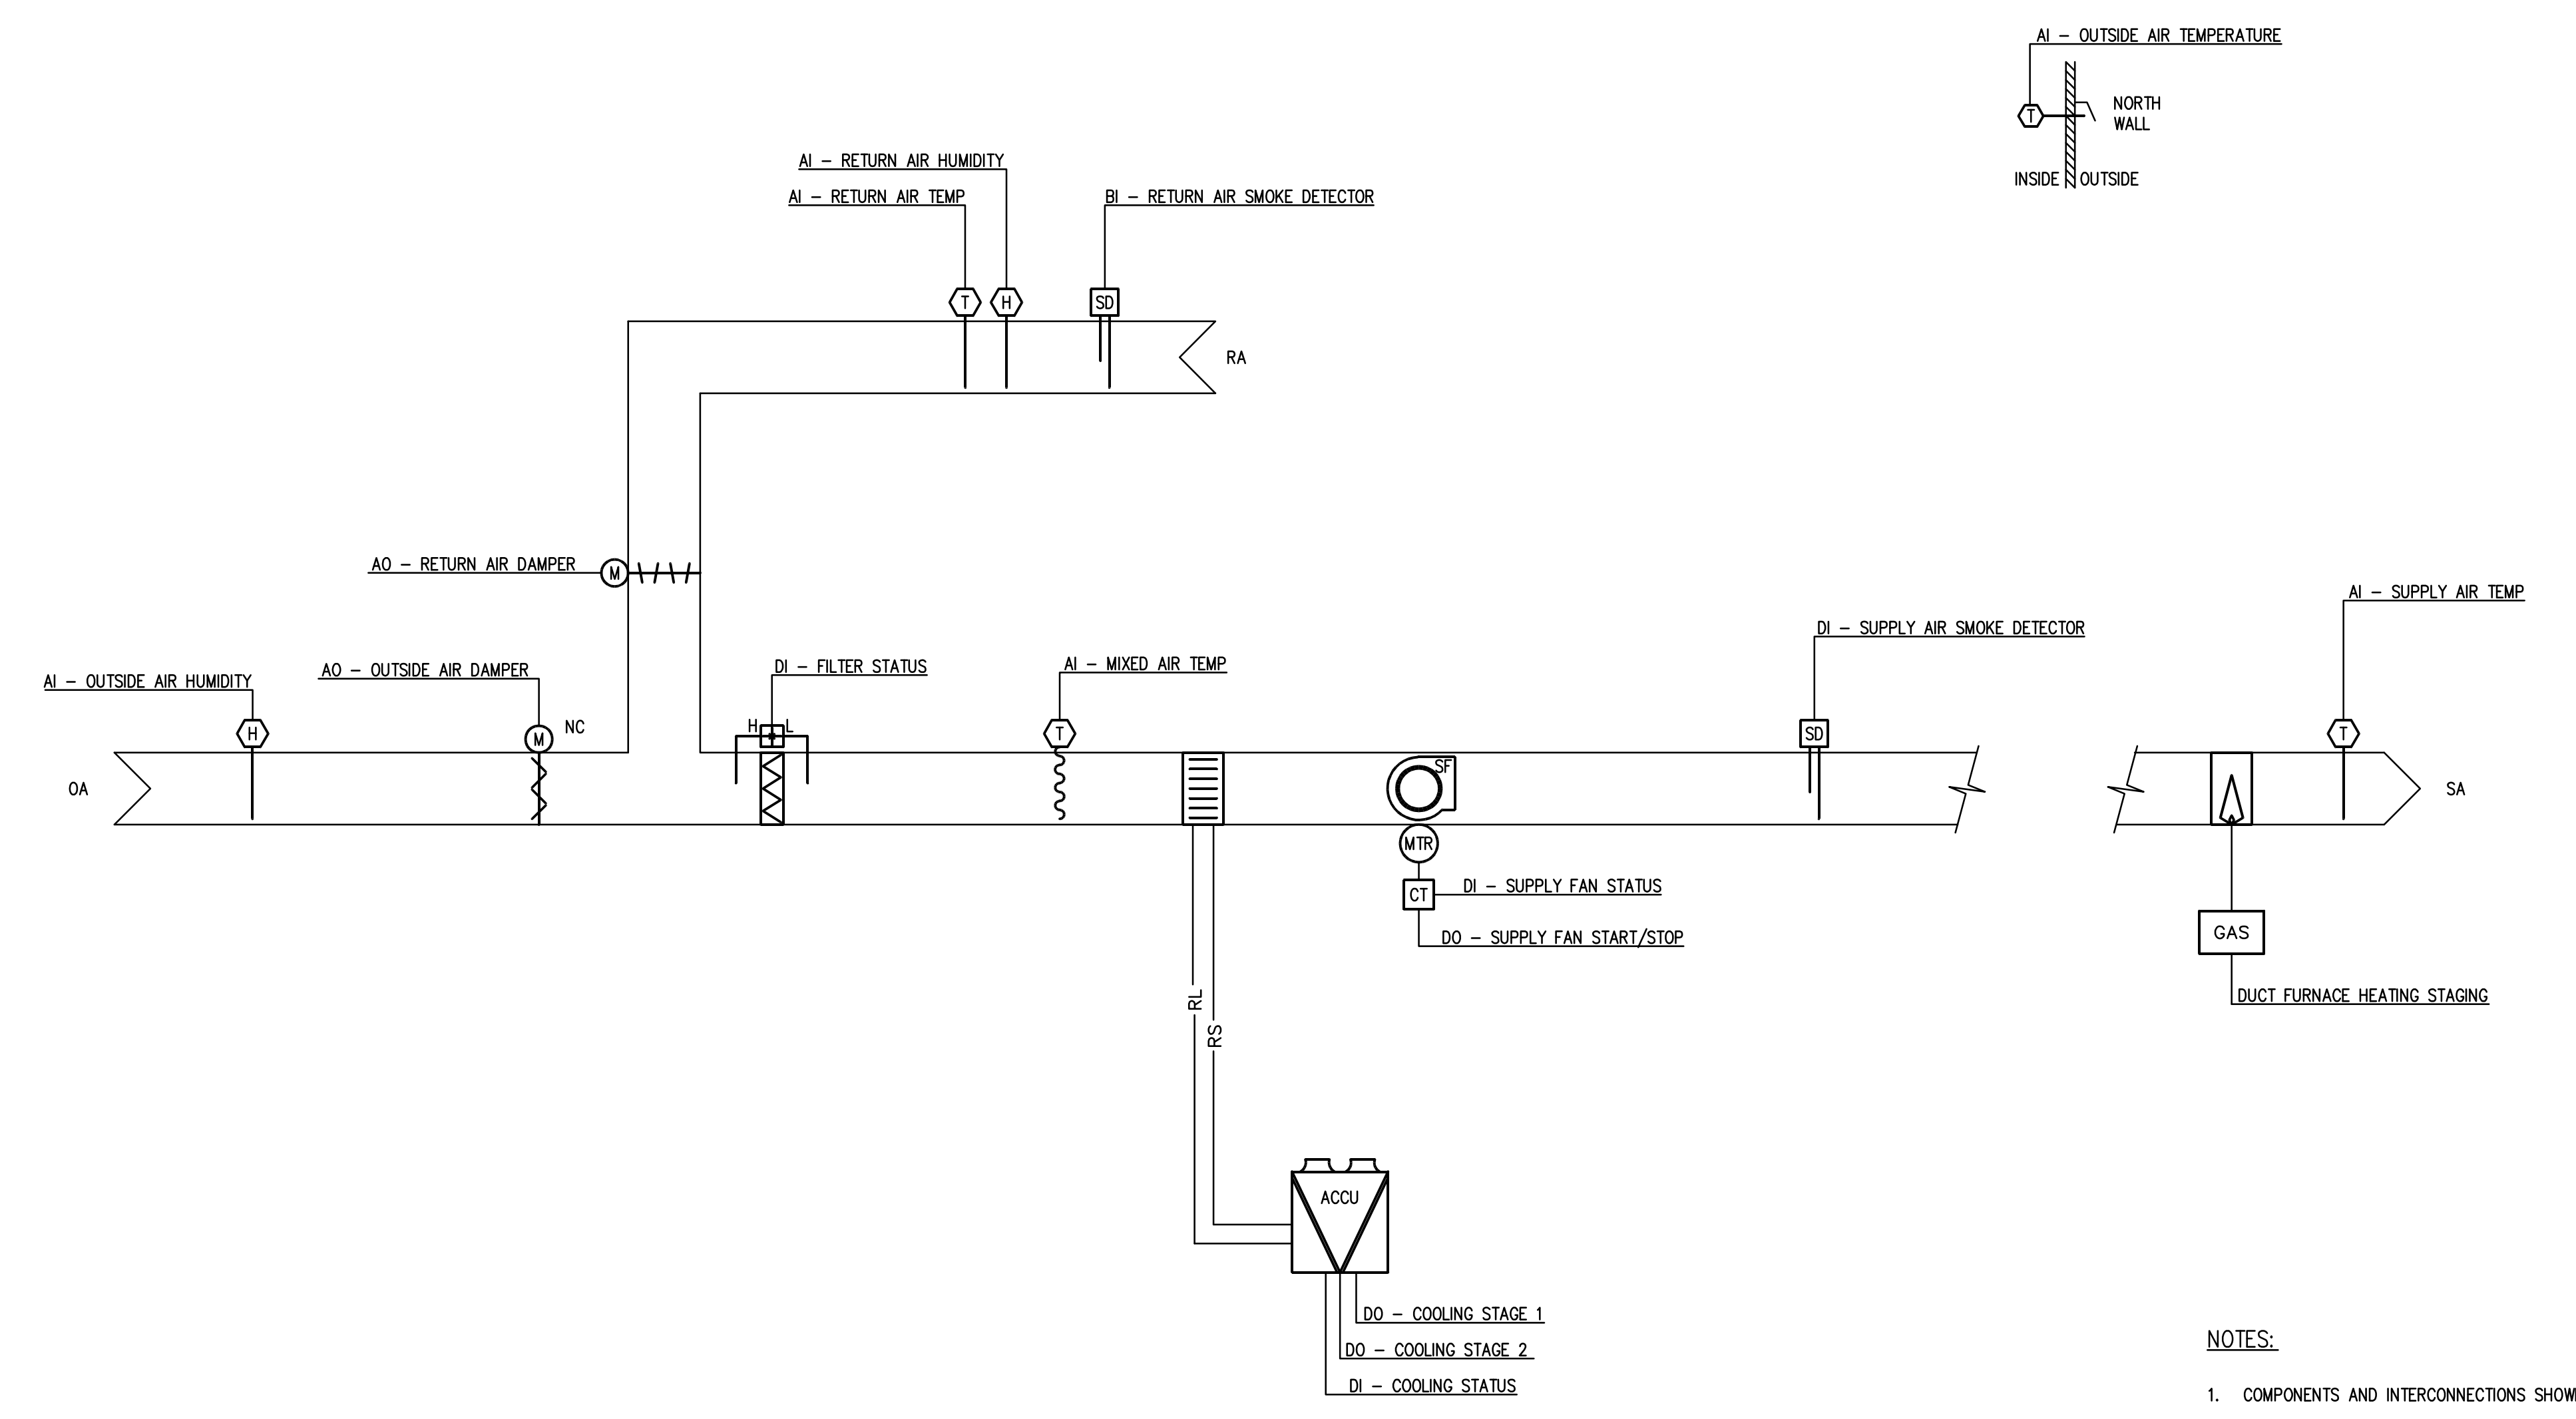 AI - OUTSIDE AIR TEMPERATURE
T
NORTH
WALL
INSIDE
OUTSIDE
AI - RETURN AIR HUMIDITY
AI - RETURN AIR TEMP
BI - RETURN AIR SMOKE DETECTOR
T
H
SD
RA
AO - RETURN AIR DAMPER
M
AI - SUPPLY AIR TEMP
DI - SUPPLY AIR SMOKE DETECTOR
AI - OUTSIDE AIR HUMIDITY
AO - OUTSIDE AIR DAMPER
DI - FILTER STATUS
AI - MIXED AIR TEMP
H
M
NC
H
L
T
SD
T
OA
SF
SA
MTR
CT
DI - SUPPLY FAN STATUS
DO - SUPPLY FAN START/STOP
GAS
DUCT FURNACE HEATING STAGING
RL
RS
ACCU
DO - COOLING STAGE 1
DO - COOLING STAGE 2
DI - COOLING STATUS
NOTES:
1. COMPONENTS AND INTERCONNECTIONS